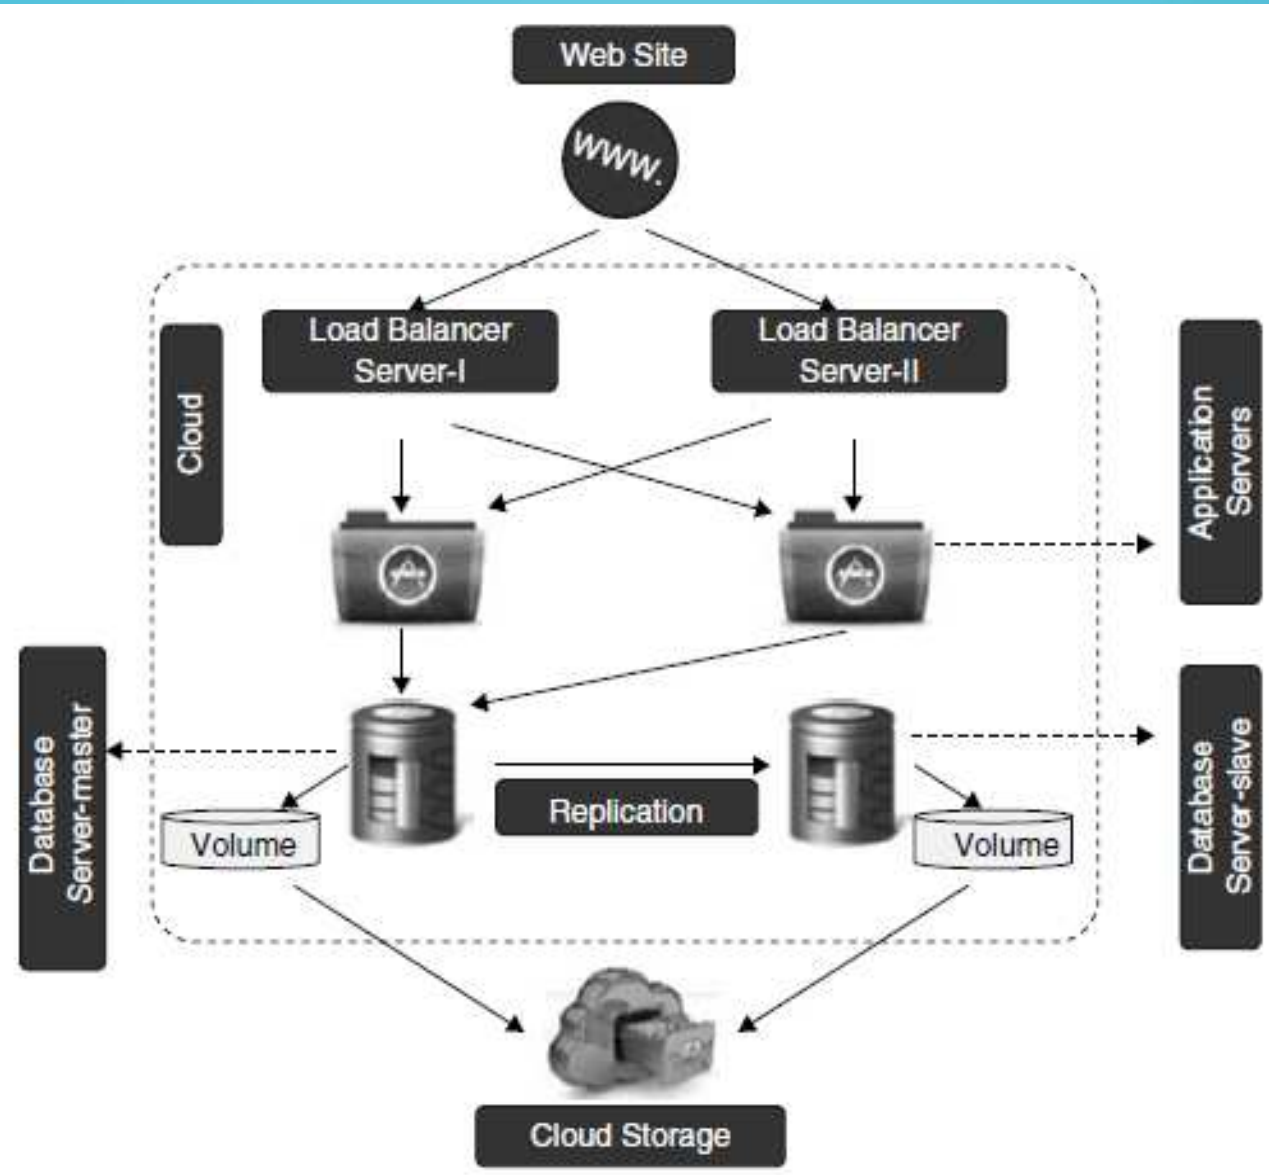 Web Site
www.
Load Balancer
Server-I
Load Balancer
Server-II
Cloud
Application
Servers
Database
Server-master
Replication
Database
Server-slave
Volume
Volume
Cloud Storage